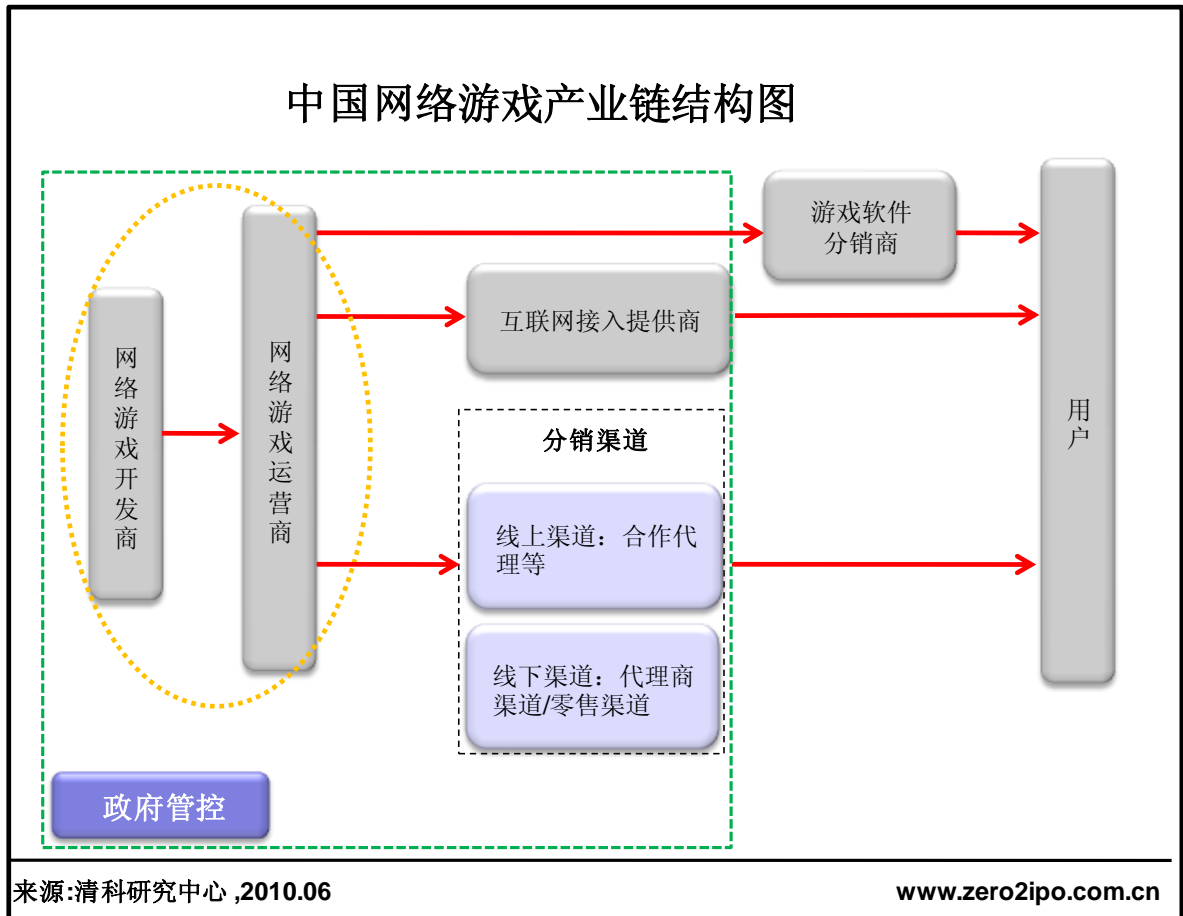 中国网络游戏产业链结构图
游戏软件
分销商
互联网接入提供商
网络游戏开发商
网络游戏运营商
用户
分销渠道
线上渠道：合作代
理等
线下渠道：代理商
渠道/零售渠道
政府管控
来源:清科研究中心 ,2010.06
www.zero2ipo.com.cn